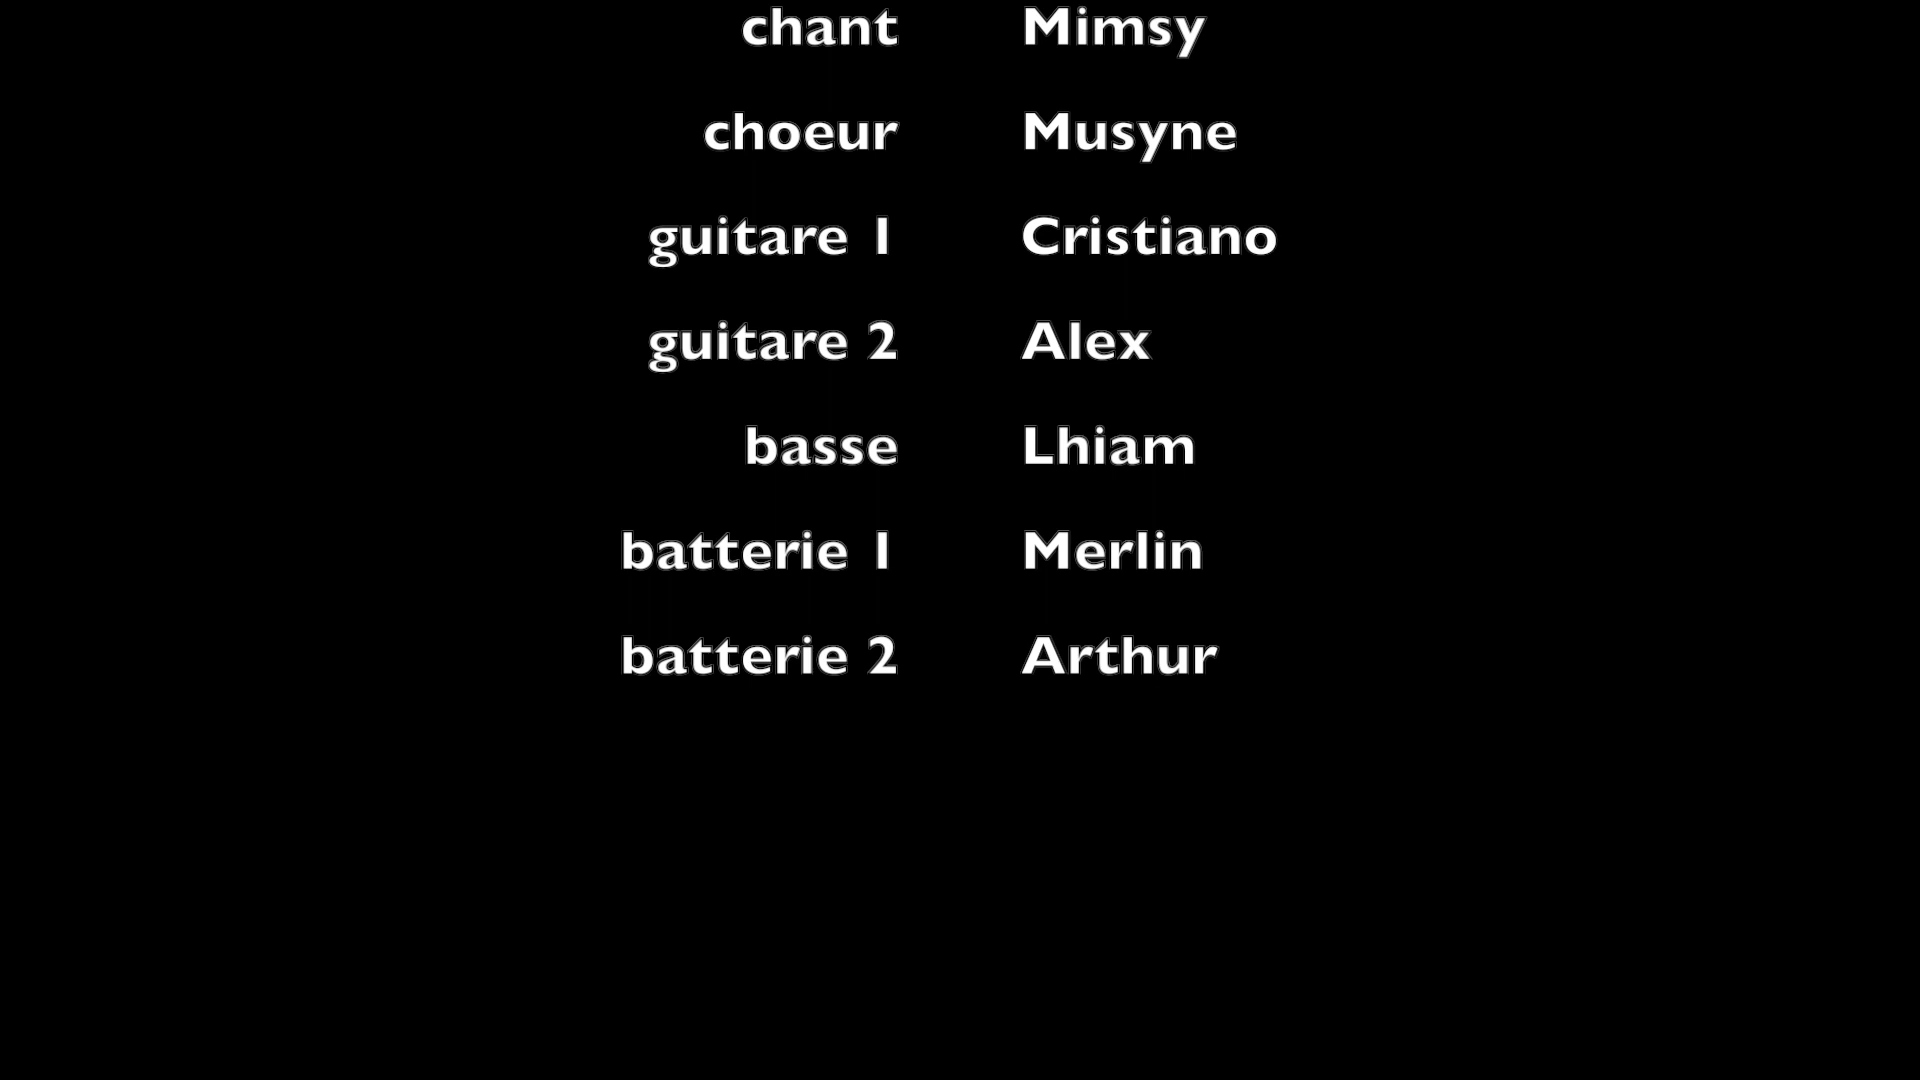 chant Mimsy
choeur Musyne
guitare 1 Cristiano
guitare 2 Alex
basse Lhiam
batterie 1 Merlin
batterie 2 Arthur